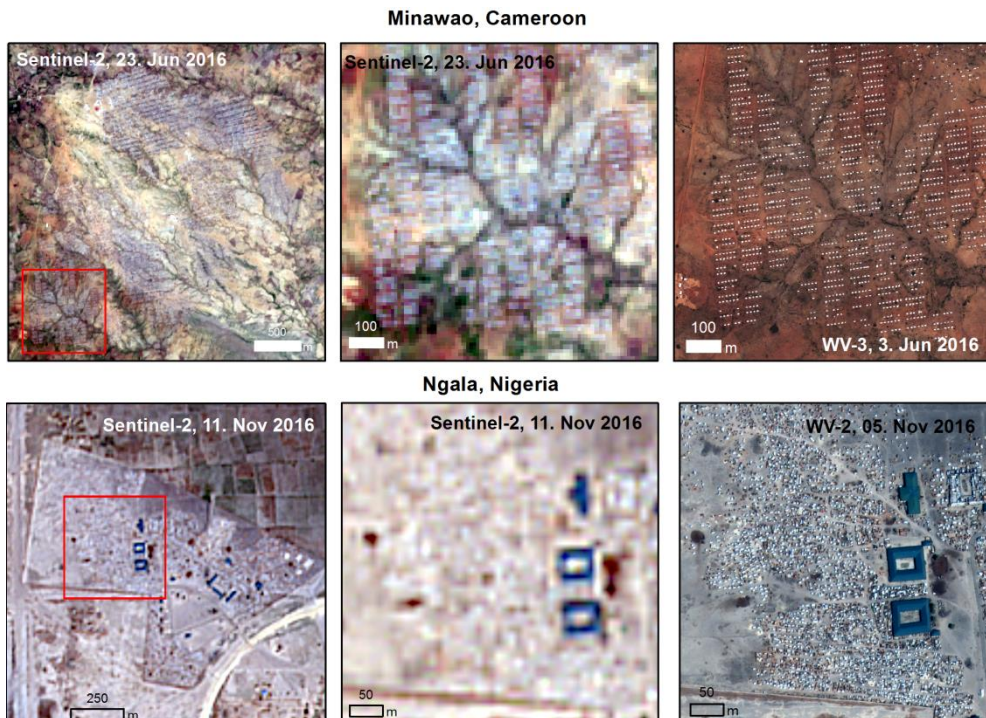 Minawao, Cameroon
Sentinel-2, 23. Jun 2016
Sentinel-2, 23. Jun 2016
500
m
100
m
100
m
WV-3, 3. Jun 2016
Ngala, Nigeria
Sentinel-2, 11. Nov 2016
Sentinel-2, 11. Nov 2016
WV-2, 05. Nov 2016
250
m
50
m
50
m